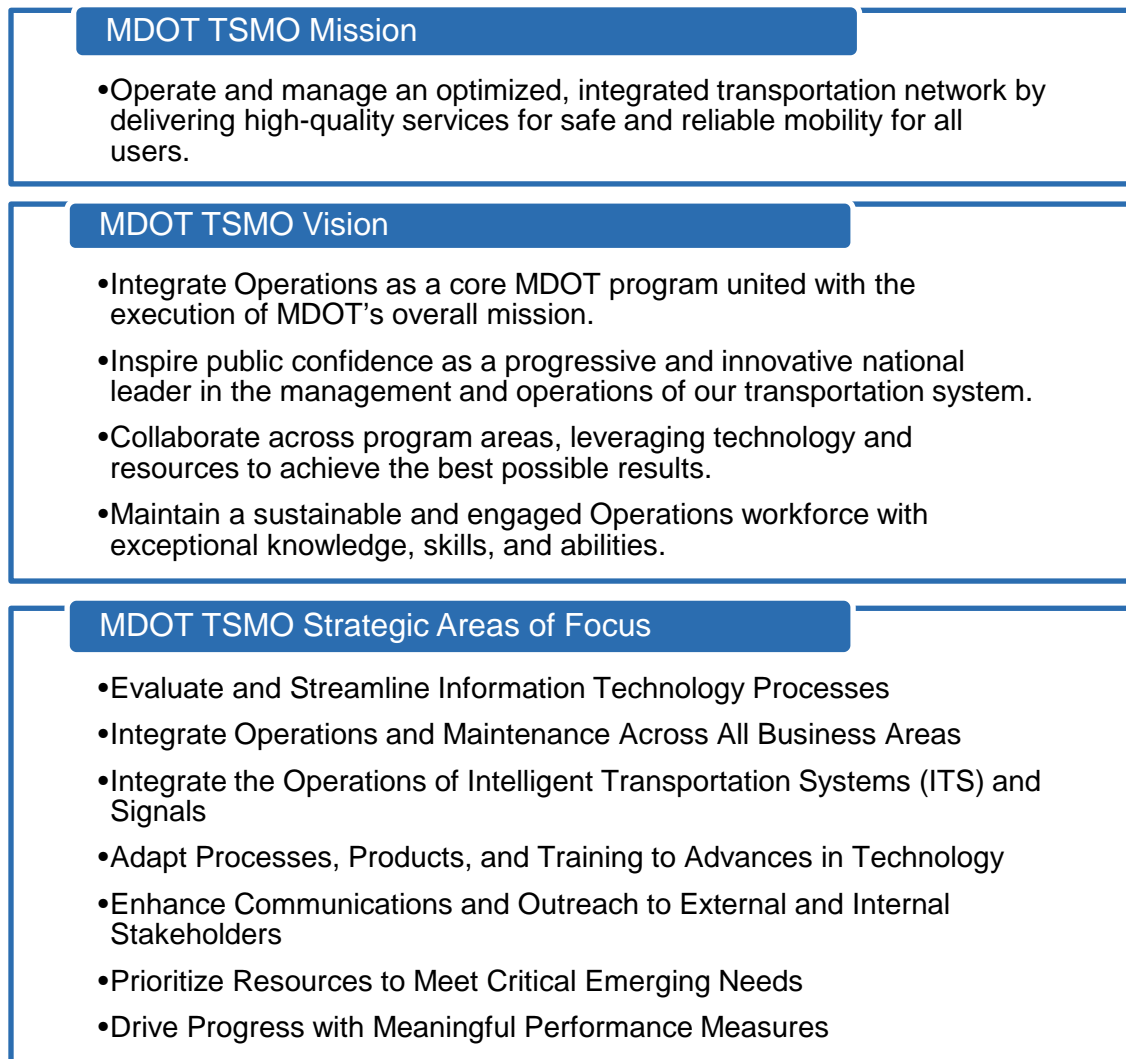 MDOT TSMO Mission
•Operate and manage an optimized, integrated transportation network by
delivering high-quality services for safe and reliable mobility for all
users.
MDOT TSMO Vision
•Integrate Operations as a core MDOT program united with the
execution of MDOT’s overall mission.
•Inspire public confidence as a progressive and innovative national
leader in the management and operations of our transportation system.
•Collaborate across program areas, leveraging technology and
resources to achieve the best possible results.
•Maintain a sustainable and engaged Operations workforce with
exceptional knowledge, skills, and abilities.
MDOT TSMO Strategic Areas of Focus
•Evaluate and Streamline Information Technology Processes
•Integrate Operations and Maintenance Across All Business Areas
•Integrate the Operations of Intelligent Transportation Systems (ITS) and
Signals
•Adapt Processes, Products, and Training to Advances in Technology
•Enhance Communications and Outreach to External and Internal
Stakeholders
•Prioritize Resources to Meet Critical Emerging Needs
•Drive Progress with Meaningful Performance Measures